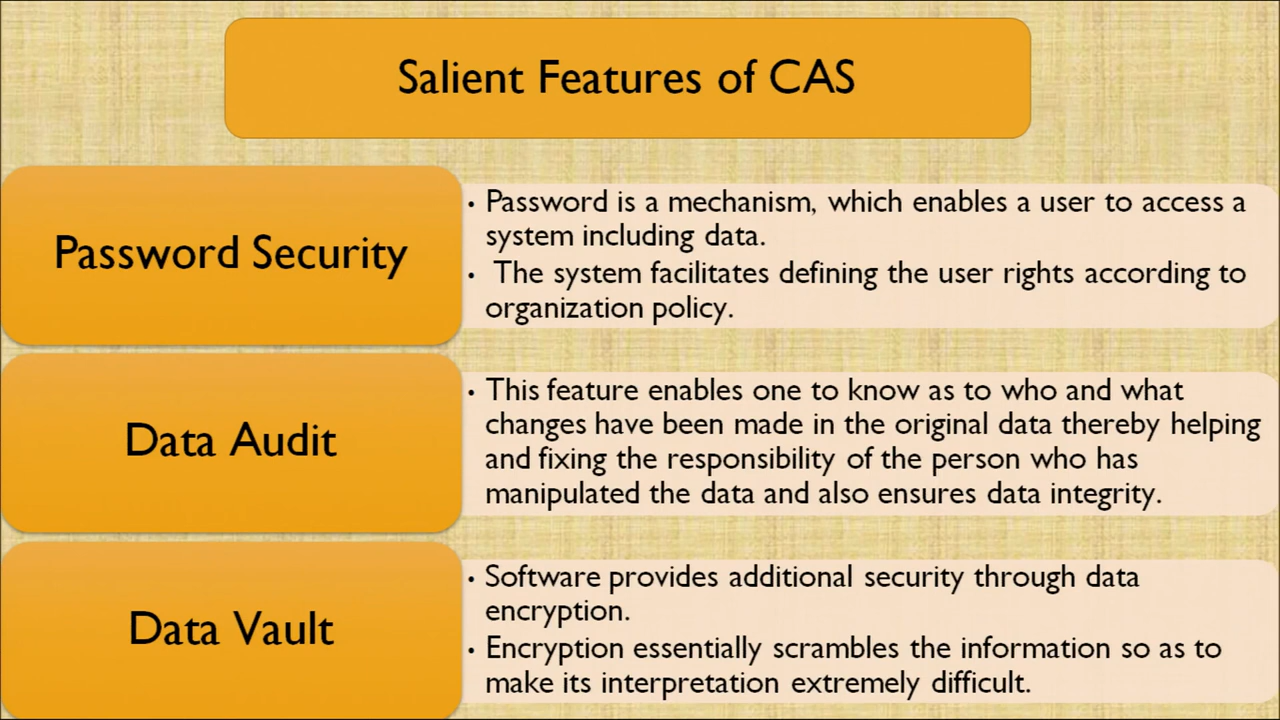 Salient Features of CAS
Password Security
• Password is a mechanism, which enables a user to access a
system including data.
• The system facilitates defining the user rights according to
organization policy.
Data Audit
• This feature enables one to know as to who and what
changes have been made in the original data thereby helping
and fixing the responsibility of the person who has
manipulated the data and also ensures data integrity.
Data Vault
• Software provides additional security through data
encryption.
• Encryption essentially scrambles the information so as to
make its interpretation extremely difficult.